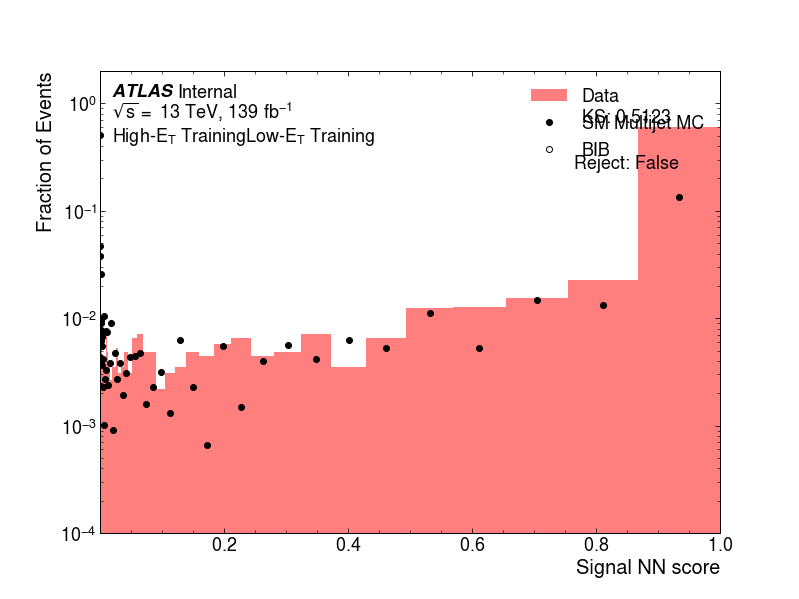 ATLAS Internal
√s = 13 TeV, 139 fb⁻¹
High-E_T TrainingLow-E_T Training
Data
KS: 0.5123
SM Multijet MC
BIB
Reject: False
Fraction of Events
10⁰
10⁻¹
10⁻²
10⁻³
10⁻⁴
0.2 0.4 0.6 0.8 1.0
Signal NN score